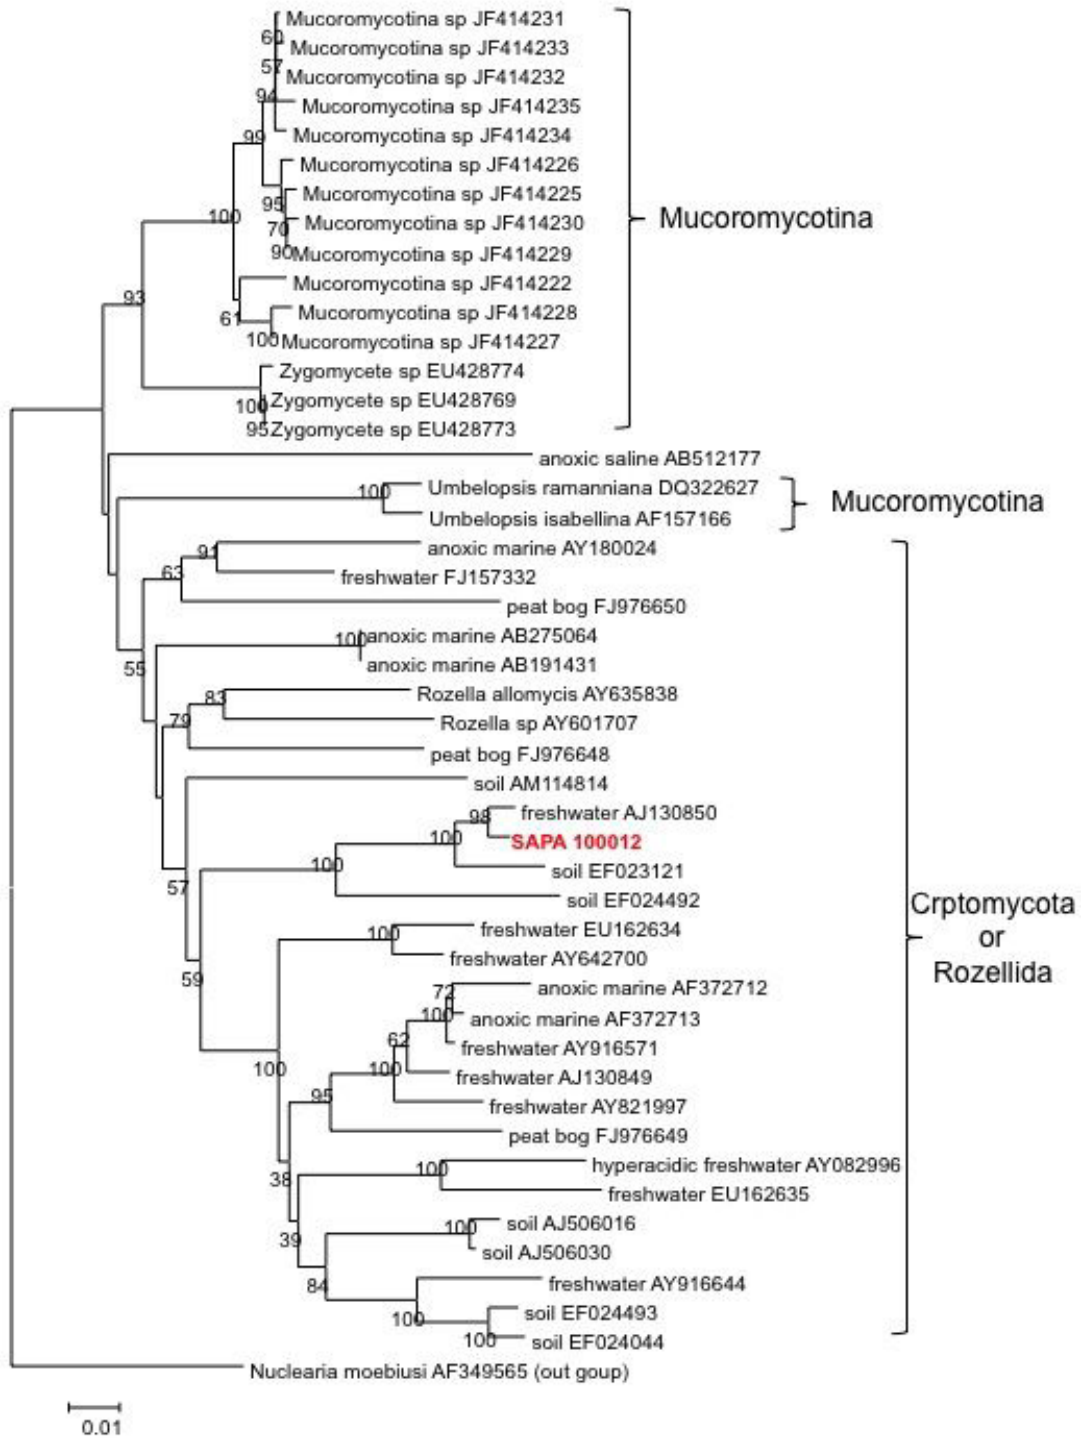 Mucoromycotina sp JF414231
60
Mucoromycotina sp JF414233
57
Mucoromycotina sp JF414232
94
Mucoromycotina sp JF414235
99
Mucoromycotina sp JF414234
Mucoromycotina sp JF414226
95
Mucoromycotina sp JF414225
100
Mucoromycotina
70
Mucoromycotina sp JF414230
90
Mucoromycotina sp JF414229
Mucoromycotina sp JF414222
93
61
Mucoromycotina sp JF414228
100
Mucoromycotina sp JF414227
Zygomycete sp EU428774
100
Zygomycete sp EU428769
95
Zygomycete sp EU428773
anoxic saline AB512177
100
Umbelopsis ramanniana DQ322627
Mucoromycotina
Umbelopsis isabellina AF157166
91
anoxic marine AY180024
63
freshwater FJ157332
peat bog FJ976650
100
anoxic marine AB275064
55
anoxic marine AB191431
83
Rozella allomycis AY635838
79
Rozella sp AY601707
peat bog FJ976648
soil AM114814
98
freshwater AJ130850
100
SAPA 100012
100
soil EF023121
57
soil EF024492
Crptomycota
or
Rozellida
100
freshwater EU162634
59
freshwater AY642700
72
anoxic marine AF372712
100
anoxic marine AF372713
62
freshwater AY916571
100
100
freshwater AJ130849
95
freshwater AY821997
peat bog FJ976649
100
hyperacidic freshwater AY082996
38
freshwater EU162635
100
soil AJ506016
39
soil AJ506030
84
freshwater AY916644
100
soil EF024493
100
soil EF024044
Nuclearia moebiusi AF349565 (out goup)
0.01